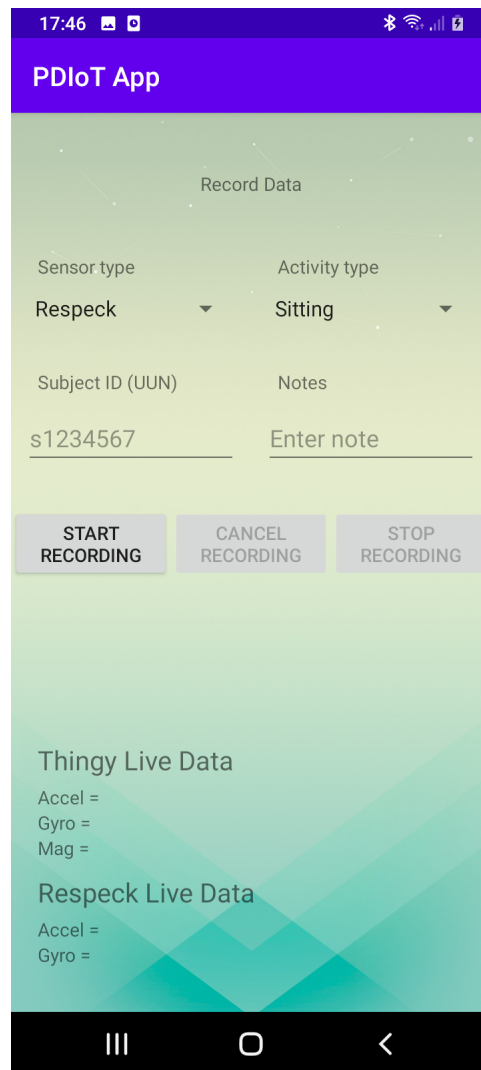 17:46
PDIoT App
Record Data
Sensor type
Activity type
Respeck
Sitting
Subject ID (UUN)
Notes
s1234567
Enter note
START
RECORDING
CANCEL
RECORDING
STOP
RECORDING
Thingy Live Data
Accel =
Gyro =
Mag =
Respeck Live Data
Accel =
Gyro =